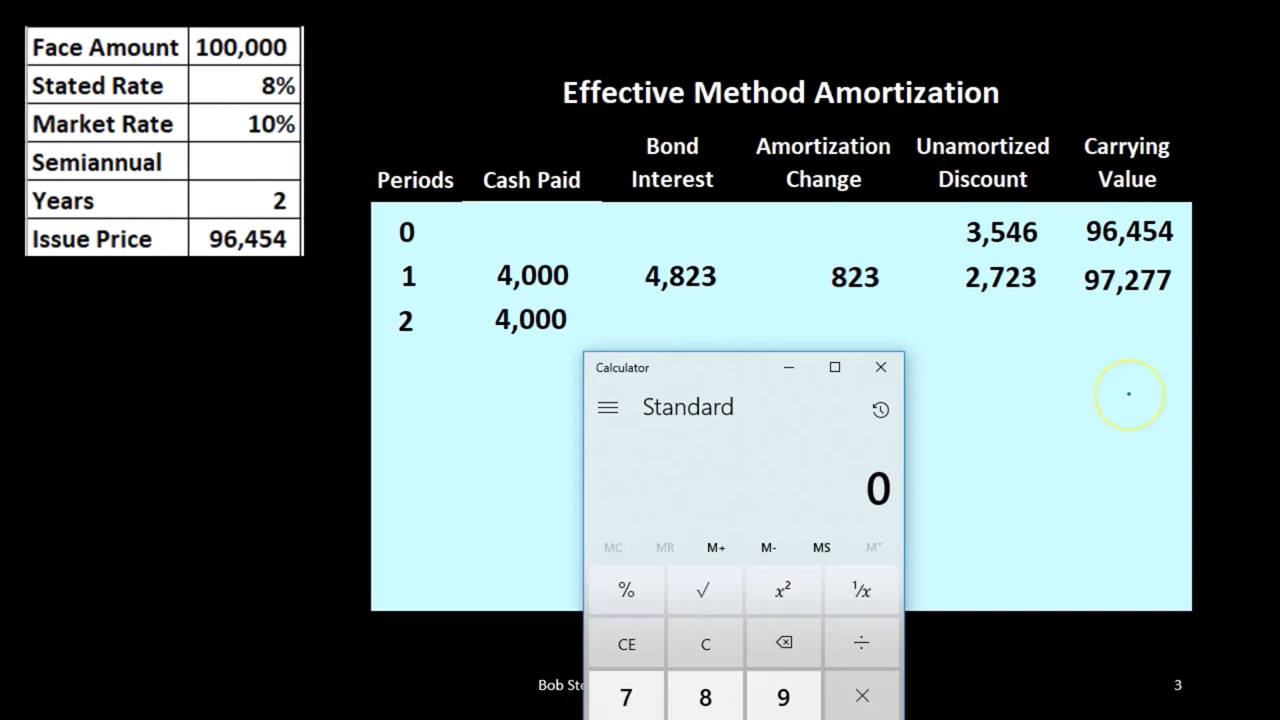 Face Amount 100,000
Stated Rate 8%
Market Rate 10%
Semiannual
Years 2
Issue Price 96,454
Effective Method Amortization
Periods Cash Paid Bond Interest Amortization Change Unamortized Discount Carrying Value
0 3,546 96,454
1 4,000 4,823 823 2,723 97,277
2 4,000
Calculator
Standard
0
MC MR M+ M- MS M˅
% √ x² ¹/x
CE C ÷
7 8 9 ×
Bob
3